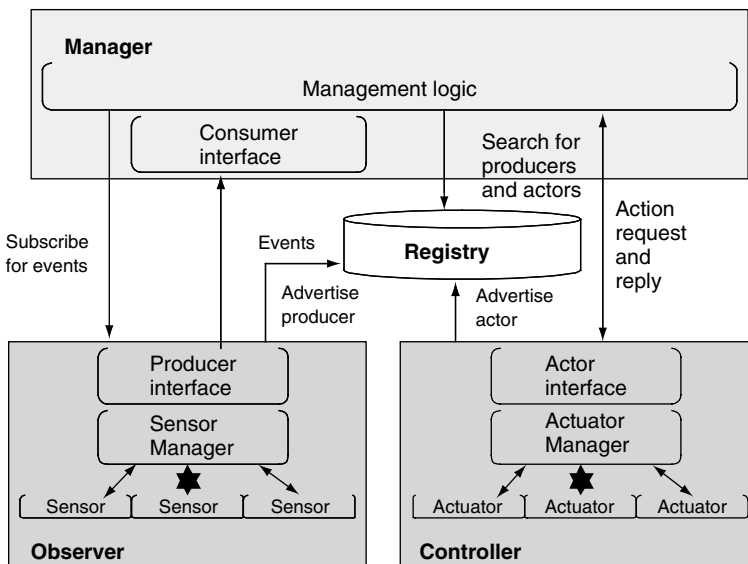 Manager
Management logic
Consumer
interface
Search for
producers
and actors
Subscribe
for events
Events
Registry
Action
request
and
reply
Advertise
producer
Advertise
actor
Producer
interface
Sensor
Manager
Sensor
Sensor
Sensor
Observer
Actor
interface
Actuator
Manager
Actuator
Actuator
Actuator
Controller